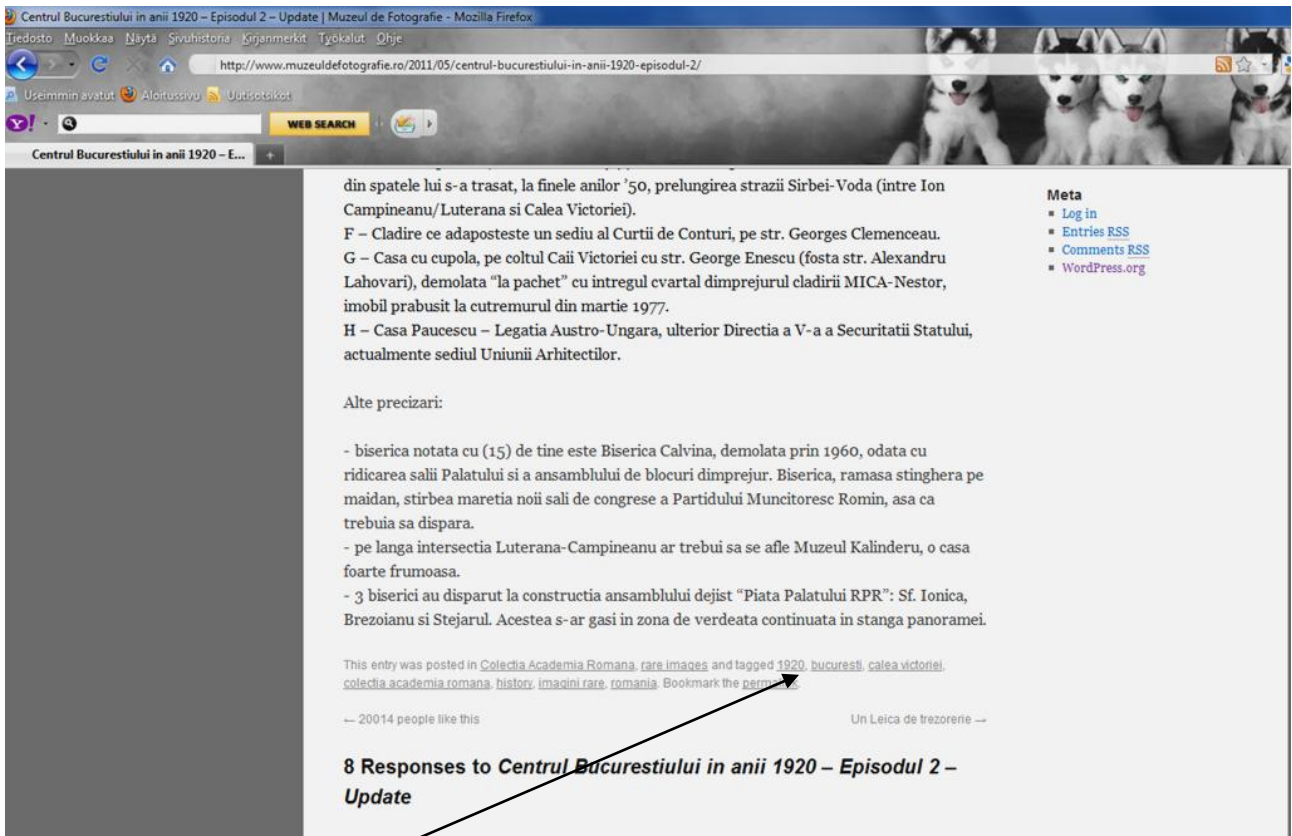 Centrul Bucurestiului in anii 1920 – Episodul 2 – Update | Muzeul de Fotografie - Mozilla Firefox
Tiedosto Muokkaa Näytä Sivuhistoria Kirjanmerkit Työkalut Ohje
http://www.muzeuldefotografie.ro/2011/05/centrul-bucurestiului-in-anii-1920-episodul-2/
Useimmin avatut Aloitussivu Uutisotsikot
Y! WEB SEARCH
Centrul Bucurestiului in anii 1920 – E...
din spatele lui s-a trasat, la finele anilor ’50, prelungirea strazii Sirbei-Voda (intre Ion
Campineanu/Luterana si Calea Victoriei).
F – Cladire ce adaposteste un sediu al Curtii de Conturi, pe str. Georges Clemenceau.
G – Casa cu cupola, pe coltul Caii Victoriei cu str. George Enescu (fosta str. Alexandru
Lahovari), demolata “la pachet” cu intregul cvartal dimprejurul cladirii MICA-Nestor,
imobil prabusit la cutremurul din martie 1977.
H – Casa Paucescu – Legatia Austro-Ungara, ulterior Directia a V-a a Securitatii Statului,
actualmente sediul Uniunii Arhitectilor.
Alte precizari:
- biserica notata cu (15) de tine este Biserica Calvina, demolata prin 1960, odata cu
ridicarea salii Palatului si a ansamblului de blocuri dimprejur. Biserica, ramasa stinghera pe
maidan, stirbea maretia noii sali de congrese a Partidului Muncitoresc Romin, asa ca
trebuia sa dispara.
- pe langa intersectia Luterana-Campineanu ar trebui sa se afle Muzeul Kalinderu, o casa
foarte frumoasa.
- 3 biserici au disparut la constructia ansamblului dejist “Piata Palatului RPR”: Sf. Ionica,
Brezoianu si Stejarul. Acestea s-ar gasi in zona de verdeata continuata in stanga panoramei.
This entry was posted in Colectia Academia Romana, rare images and tagged 1920, bucuresti, calea victoriei,
colectia academia romana, history, imagini rare, romania. Bookmark the permalink.
← 20014 people like this
Un Leica de trezorerie →
8 Responses to Centrul Bucurestiului in anii 1920 – Episodul 2 –
Update
Meta
Log in
Entries RSS
Comments RSS
WordPress.org